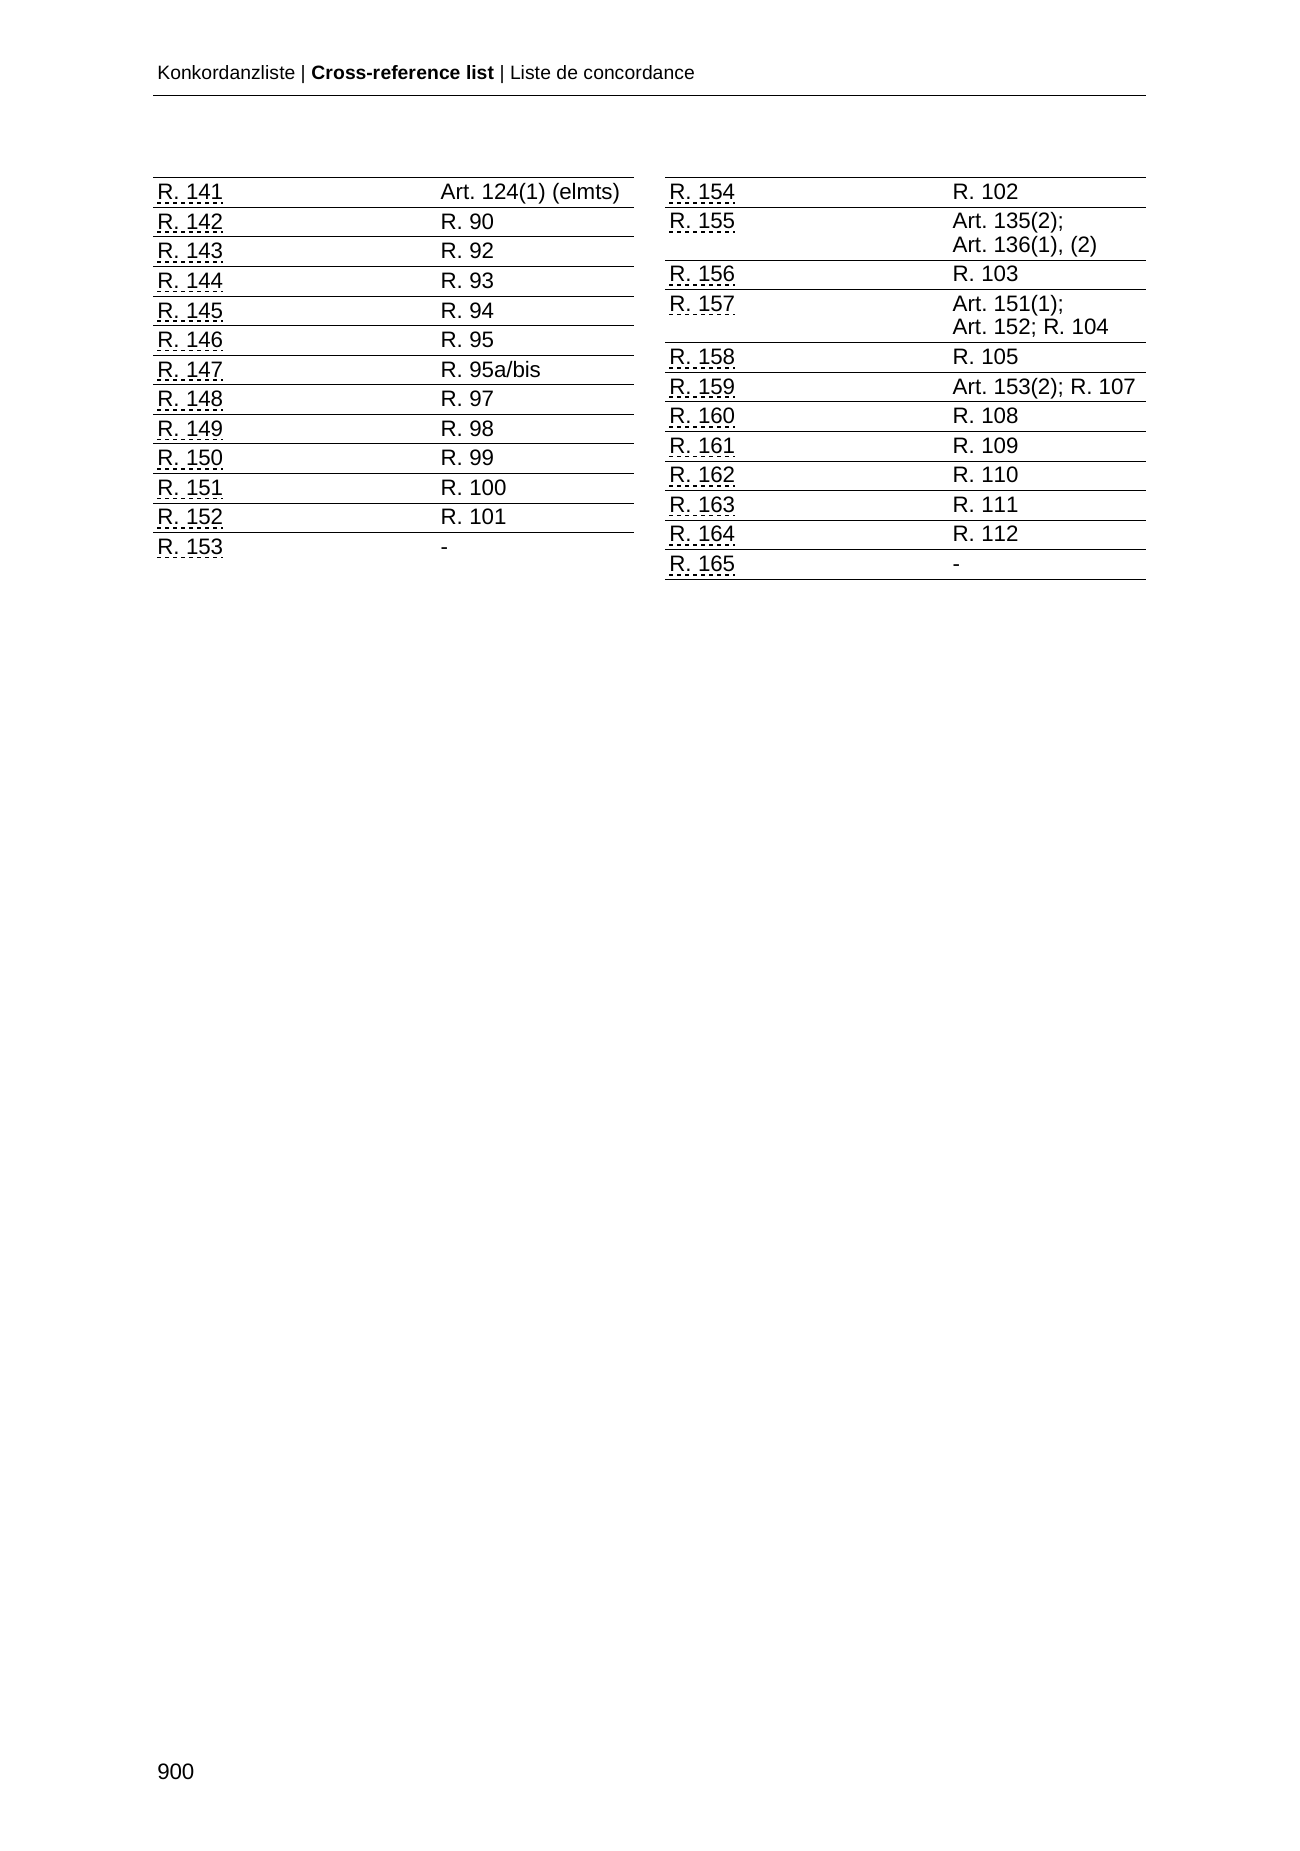 Konkordanzliste | Cross-reference list | Liste de concordance
R. 141 Art. 124(1) (elmts)
R. 142 R. 90
R. 143 R. 92
R. 144 R. 93
R. 145 R. 94
R. 146 R. 95
R. 147 R. 95a/bis
R. 148 R. 97
R. 149 R. 98
R. 150 R. 99
R. 151 R. 100
R. 152 R. 101
R. 153 -
R. 154 R. 102
R. 155 Art. 135(2);
Art. 136(1), (2)
R. 156 R. 103
R. 157 Art. 151(1);
Art. 152; R. 104
R. 158 R. 105
R. 159 Art. 153(2); R. 107
R. 160 R. 108
R. 161 R. 109
R. 162 R. 110
R. 163 R. 111
R. 164 R. 112
R. 165 -
900